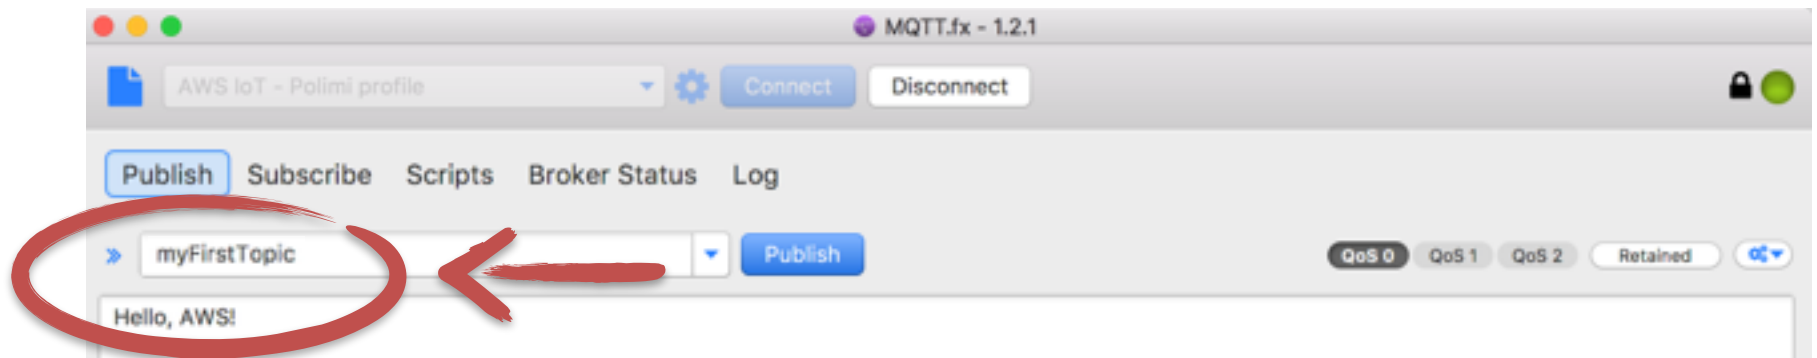 MQTT.fx - 1.2.1
AWS IoT - Polimi profile Connect Disconnect
Publish Subscribe Scripts Broker Status Log
myFirstTopic Publish QoS 0 QoS 1 QoS 2 Retained
Hello, AWS!